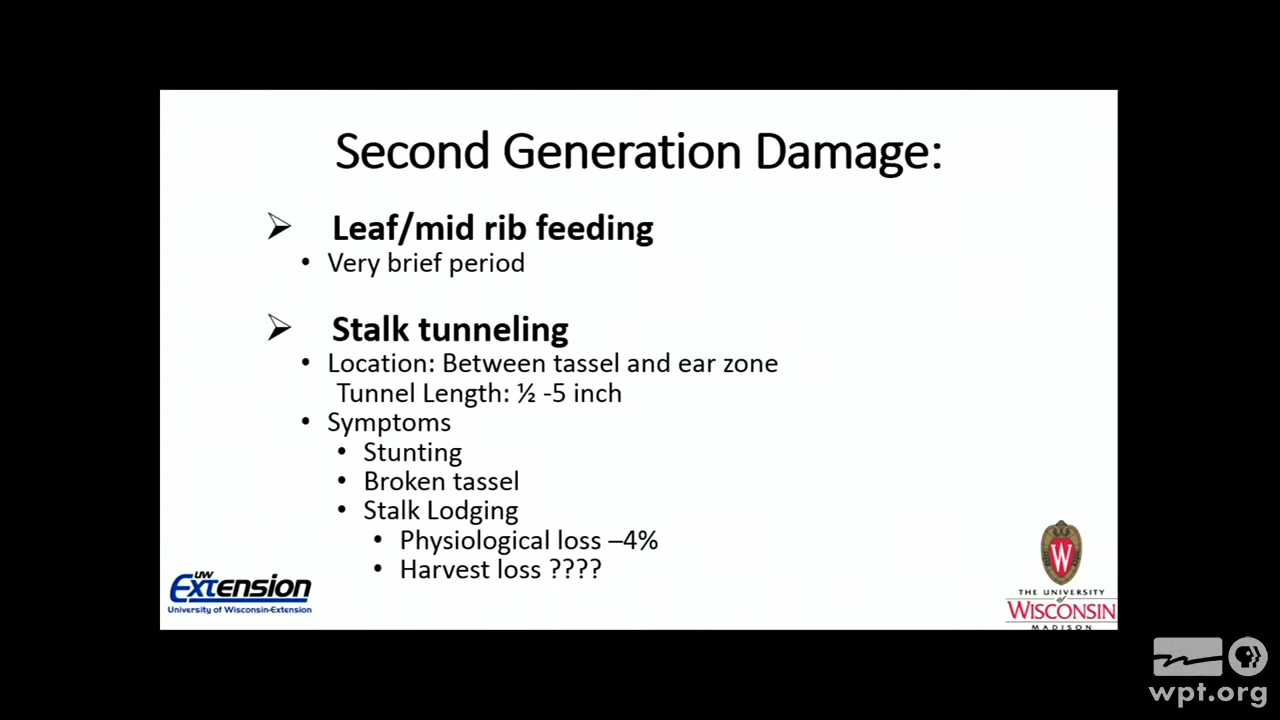 Second Generation Damage:
➢ Leaf/mid rib feeding
• Very brief period
➢ Stalk tunneling
• Location: Between tassel and ear zone
Tunnel Length: ½ -5 inch
• Symptoms
• Stunting
• Broken tassel
• Stalk Lodging
• Physiological loss –4%
• Harvest loss ????
UW
Extension
University of Wisconsin-Extension
W
THE UNIVERSITY
of
WISCONSIN
MADISON
wpt.org